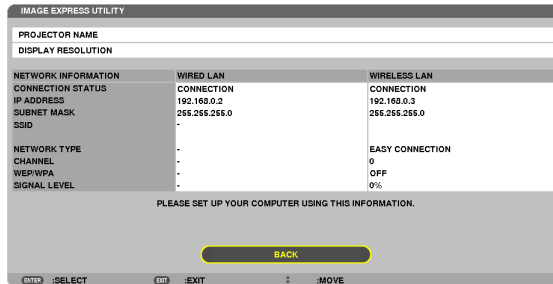 IMAGE EXPRESS UTILITY
PROJECTOR NAME
DISPLAY RESOLUTION
NETWORK INFORMATION WIRED LAN WIRELESS LAN
CONNECTION STATUS CONNECTION CONNECTION
IP ADDRESS 192.168.0.2 192.168.0.3
SUBNET MASK 255.255.255.0 255.255.255.0
SSID -
NETWORK TYPE - EASY CONNECTION
CHANNEL - 0
WEP/WPA - OFF
SIGNAL LEVEL - 0%
PLEASE SET UP YOUR COMPUTER USING THIS INFORMATION.
BACK
ENTER :SELECT EXIT :EXIT :MOVE